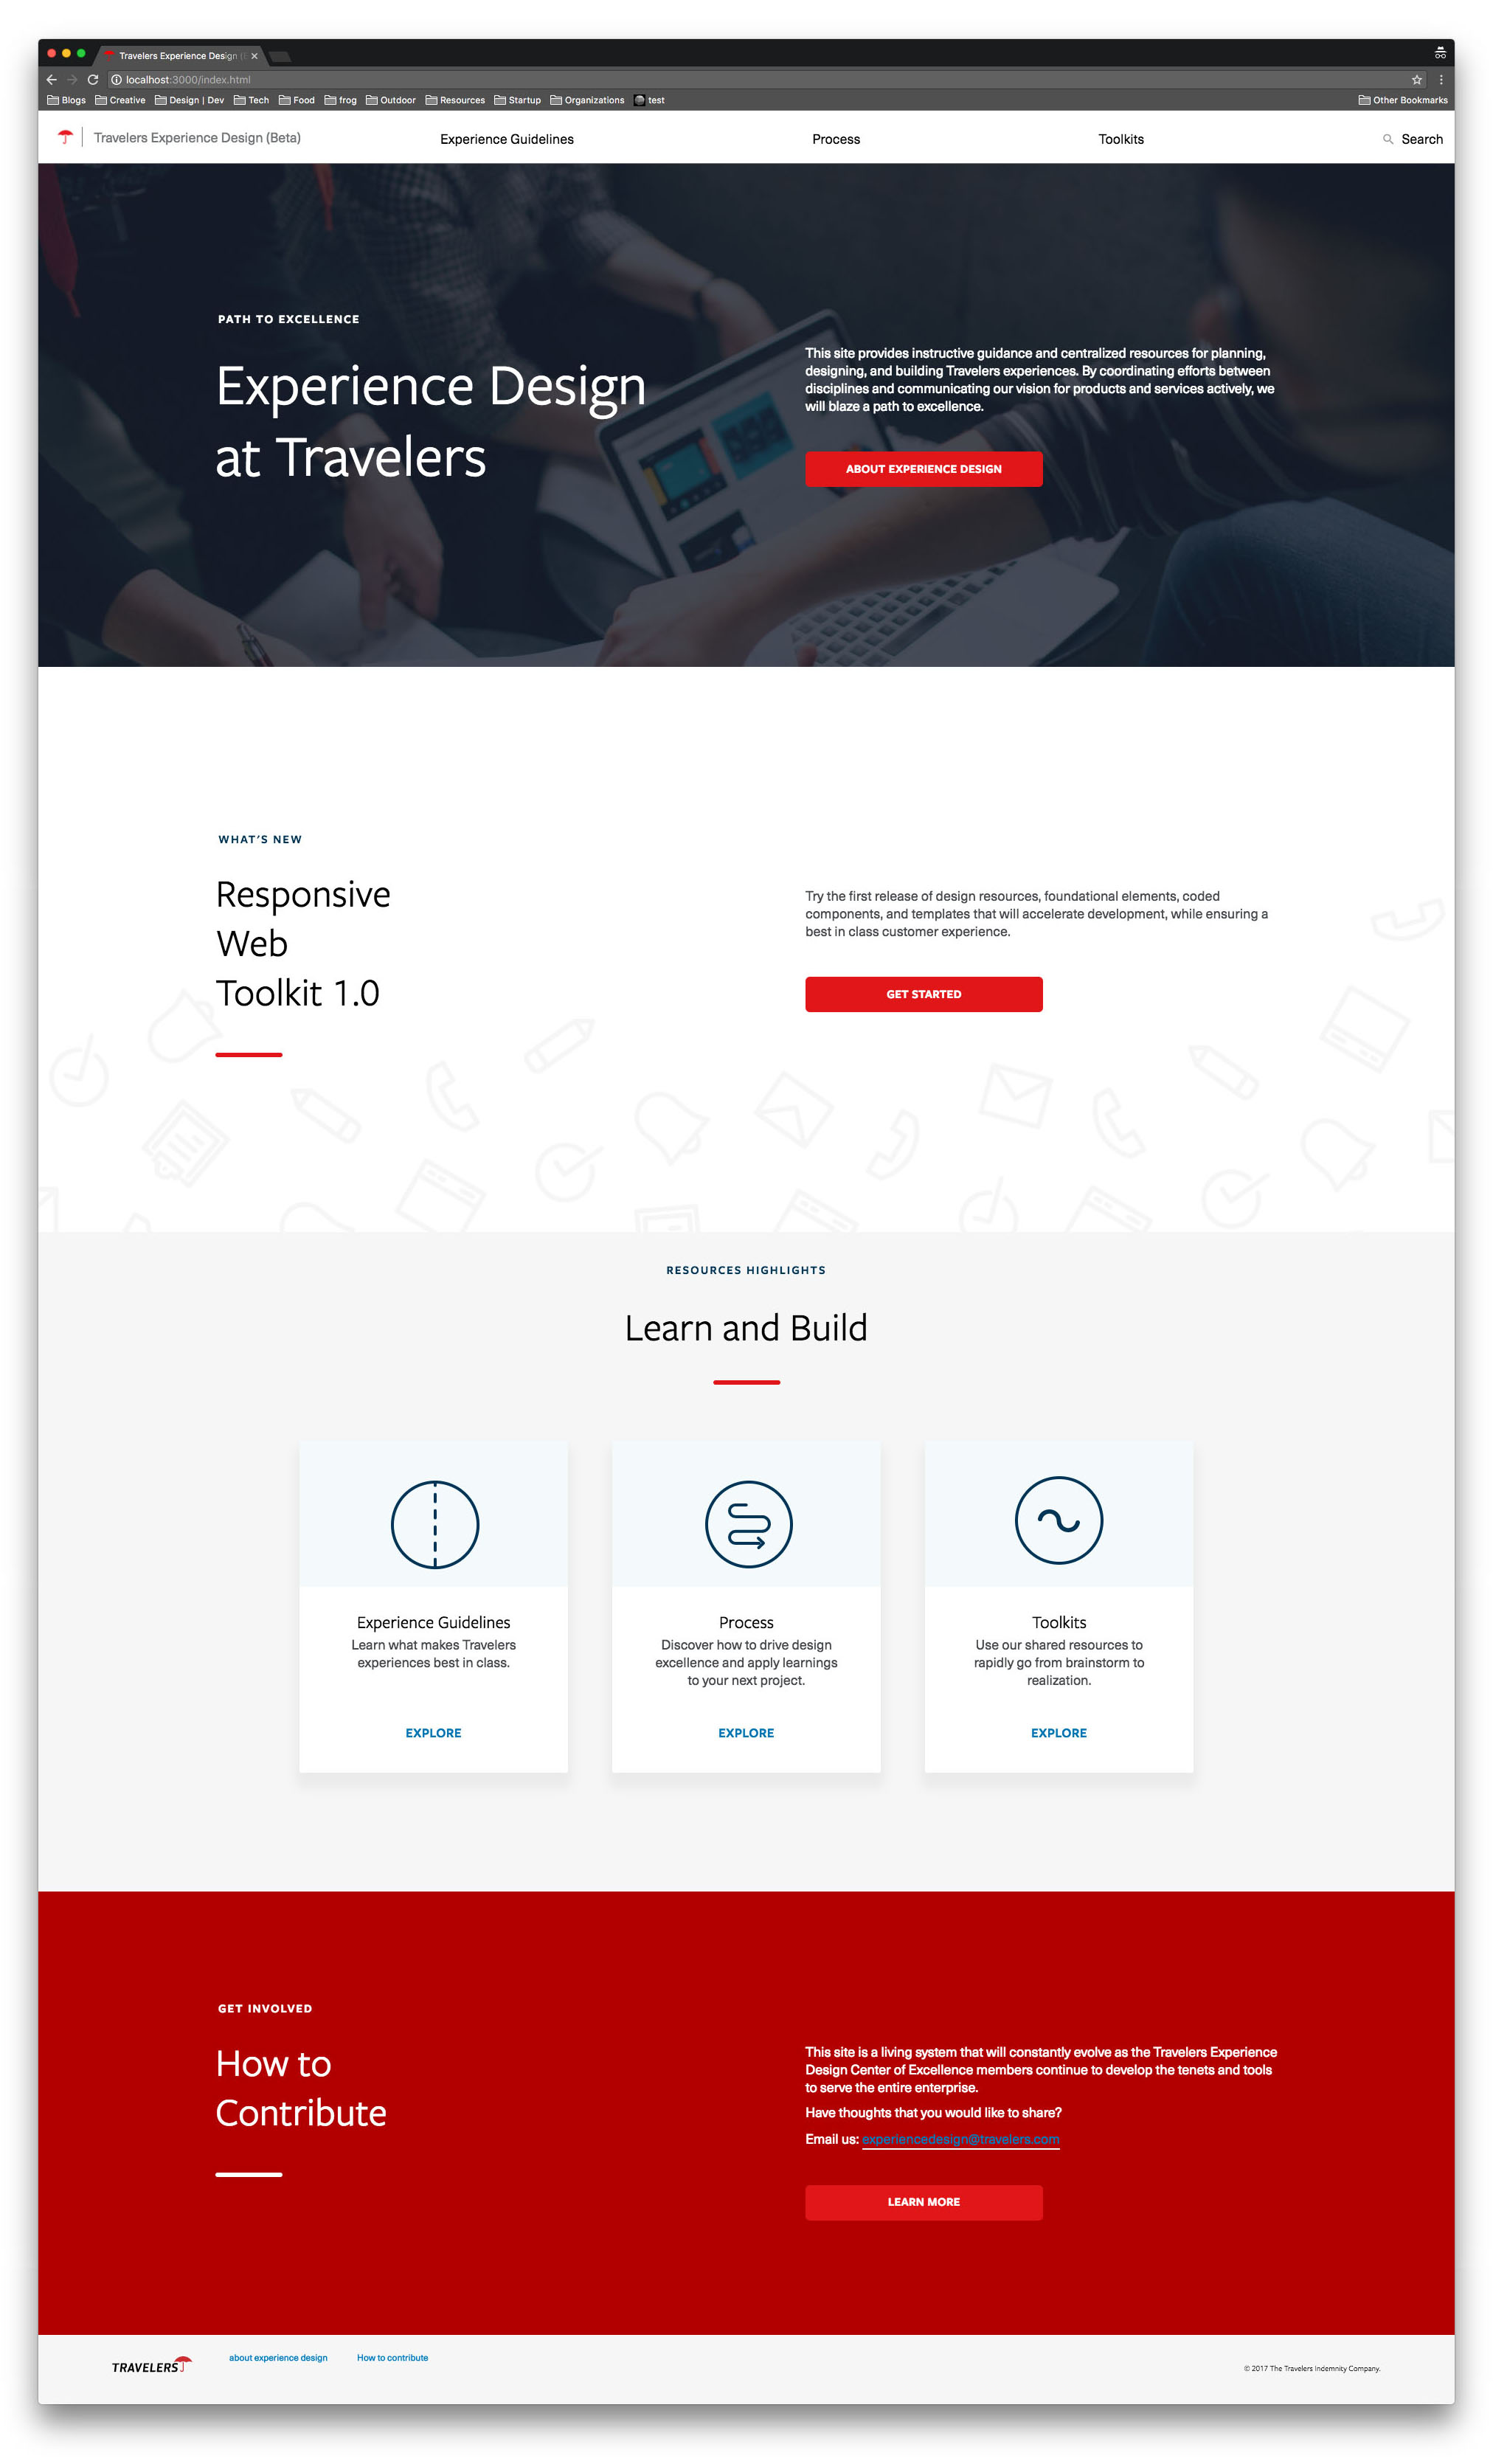 Travelers Experience Design (
localhost:3000/index.html
Blogs Creative Design | Dev Tech Food frog Outdoor Resources Startup Organizations test Other Bookmarks
Travelers Experience Design (Beta) Experience Guidelines Process Toolkits Search
PATH TO EXCELLENCE
Experience Design
at Travelers
This site provides instructive guidance and centralized resources for planning,
designing, and building Travelers experiences. By coordinating efforts between
disciplines and communicating our vision for products and services actively, we
will blaze a path to excellence.
ABOUT EXPERIENCE DESIGN
WHAT'S NEW
Responsive
Web
Toolkit 1.0
Try the first release of design resources, foundational elements, coded
components, and templates that will accelerate development, while ensuring a
best in class customer experience.
GET STARTED
RESOURCES HIGHLIGHTS
Learn and Build
Experience Guidelines
Learn what makes Travelers
experiences best in class.
EXPLORE
Process
Discover how to drive design
excellence and apply learnings
to your next project.
EXPLORE
Toolkits
Use our shared resources to
rapidly go from brainstorm to
realization.
EXPLORE
GET INVOLVED
How to
Contribute
This site is a living system that will constantly evolve as the Travelers Experience
Design Center of Excellence members continue to develop the tenets and tools
to serve the entire enterprise.
Have thoughts that you would like to share?
Email us: experiencedesign@travelers.com
LEARN MORE
TRAVELERS about experience design How to contribute
© 2017 The Travelers Indemnity Company.